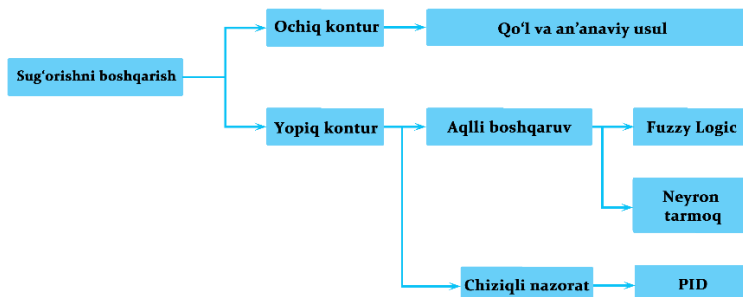 Ochiq kontur
Qo‘l va an’anaviy usul
Sug‘orishni boshqarish
Yopiq kontur
Aqlli boshqaruv
Fuzzy Logic
Neyron
tarmoq
Chiziqli nazorat
PID